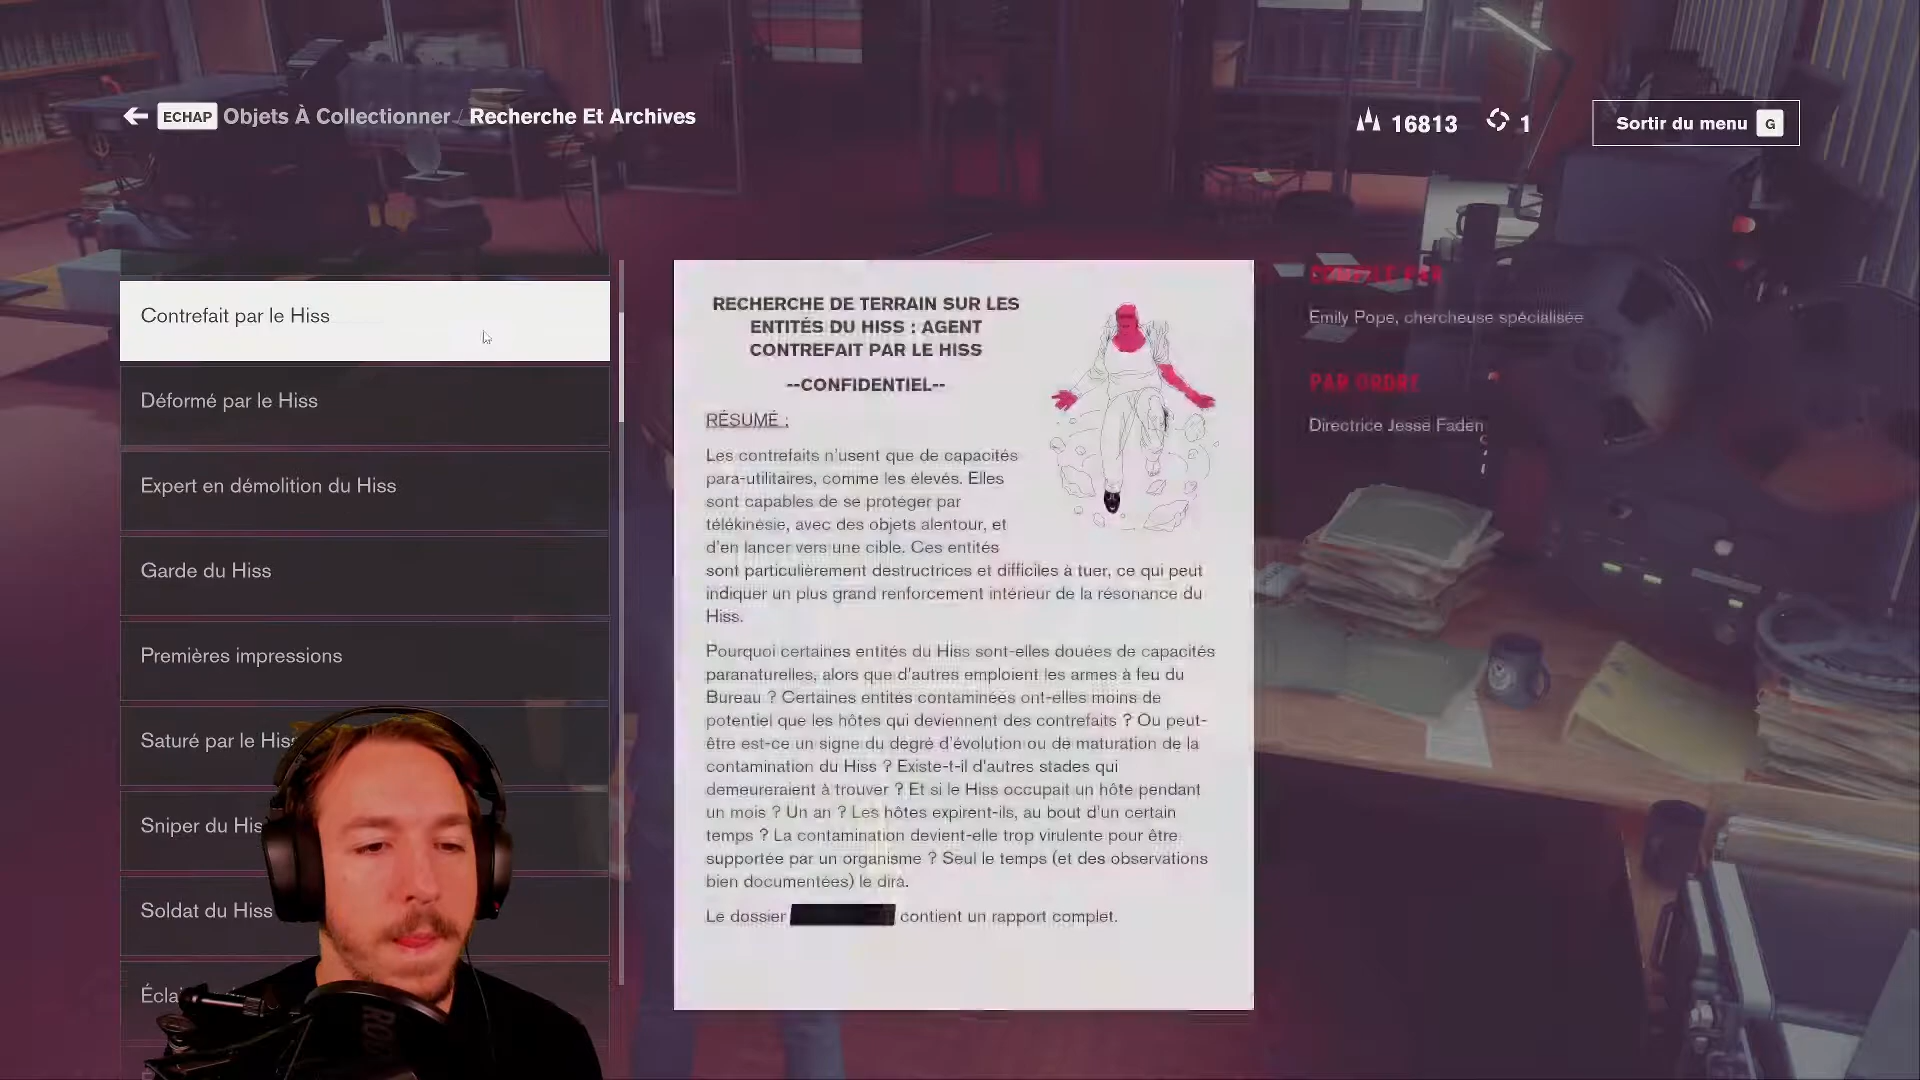 ECHAP Objets À Collectionner / Recherche Et Archives
16813 1
Sortir du menu G
Contrefait par le Hiss
Déformé par le Hiss
Expert en démolition du Hiss
Garde du Hiss
Premières impressions
Saturé par le Hiss
Sniper du His
Soldat du Hiss
Écla
RECHERCHE DE TERRAIN SUR LES
ENTITÉS DU HISS : AGENT
CONTREFAIT PAR LE HISS
--CONFIDENTIEL--
RÉSUMÉ :
Les contrefaits n'usent que de capacités
para-utilitaires, comme les élevés. Elles
sont capables de se protéger par
télékinésie, avec des objets alentour, et
d'en lancer vers une cible. Ces entités
sont particulièrement destructrices et difficiles à tuer, ce qui peut
indiquer un plus grand renforcement intérieur de la résonance du
Hiss.
Pourquoi certaines entités du Hiss sont-elles douées de capacités
paranaturelles, alors que d'autres emploient les armes à feu du
Bureau ? Certaines entités contaminées ont-elles moins de
potentiel que les hôtes qui deviennent des contrefaits ? Ou peut-
être est-ce un signe du degré d'évolution ou de maturation de la
contamination du Hiss ? Existe-t-il d'autres stades qui
demeureraient à trouver ? Et si le Hiss occupait un hôte pendant
un mois ? Un an ? Les hôtes expirent-ils, au bout d'un certain
temps ? La contamination devient-elle trop virulente pour être
supportée par un organisme ? Seul le temps (et des observations
bien documentées) le dira.
Le dossier contient un rapport complet.
Emily Pope, chercheuse spécialisée
PAR ORDRE
Directrice Jesse Faden